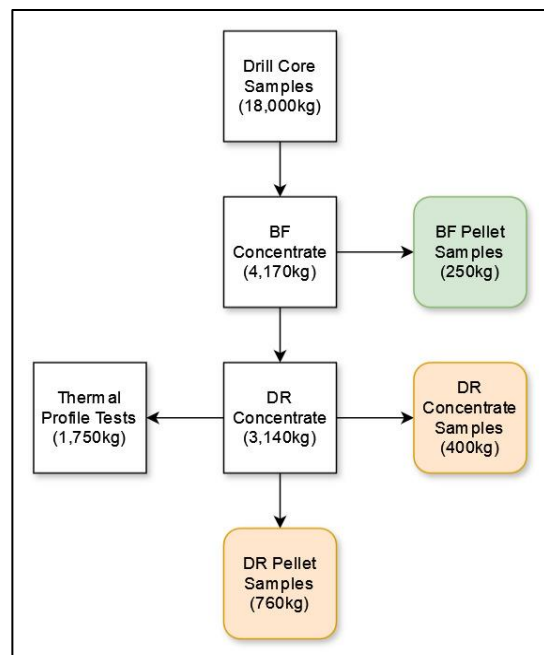 Drill Core
Samples
(18,000kg)
BF
Concentrate
(4,170kg)
BF Pellet
Samples
(250kg)
Thermal
Profile Tests
(1,750kg)
DR
Concentrate
(3,140kg)
DR
Concentrate
Samples
(400kg)
DR Pellet
Samples
(760kg)